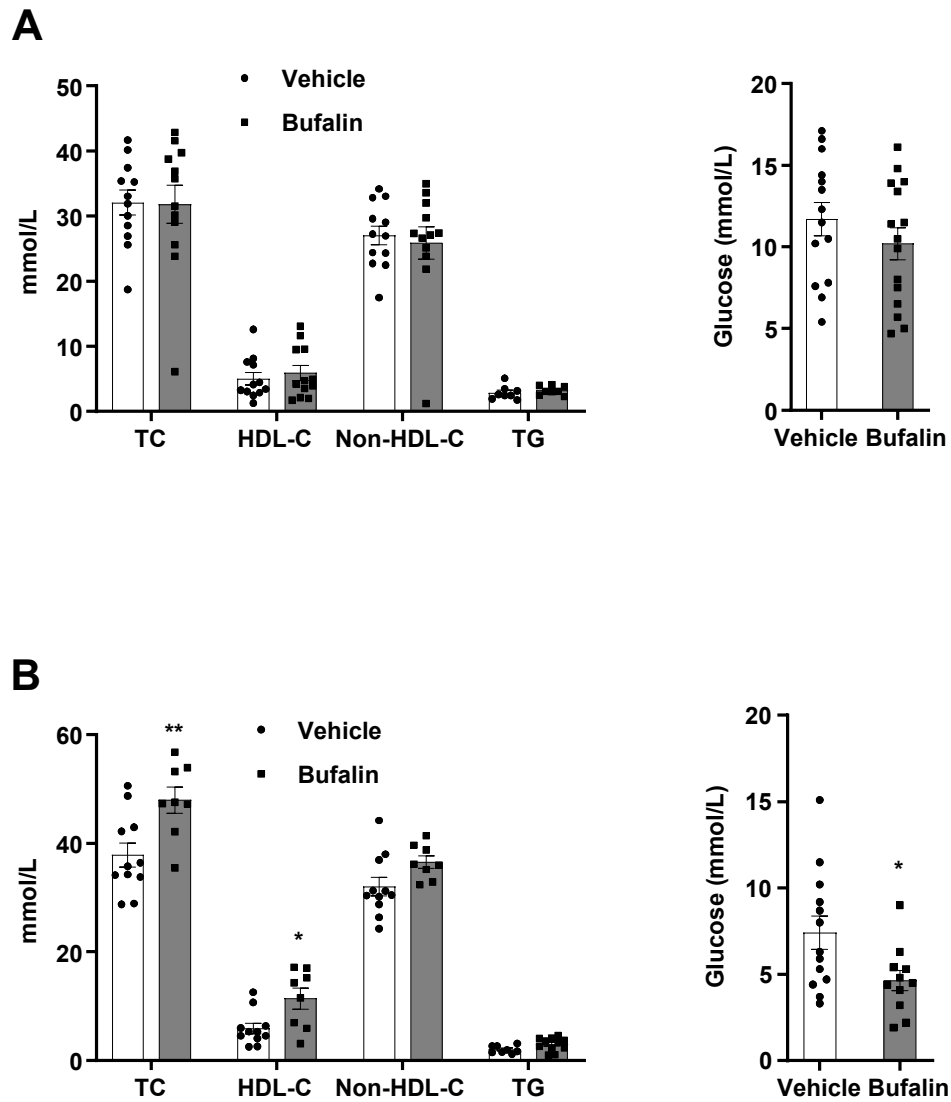 A
Vehicle
Bufalin
mmol/L
50
40
30
20
10
0
TC HDL-C Non-HDL-C TG
Glucose (mmol/L)
20
15
10
5
0
Vehicle Bufalin
B
Vehicle
Bufalin
mmol/L
60
40
20
0
**
*
TC HDL-C Non-HDL-C TG
Glucose (mmol/L)
20
15
10
5
0
*
Vehicle Bufalin